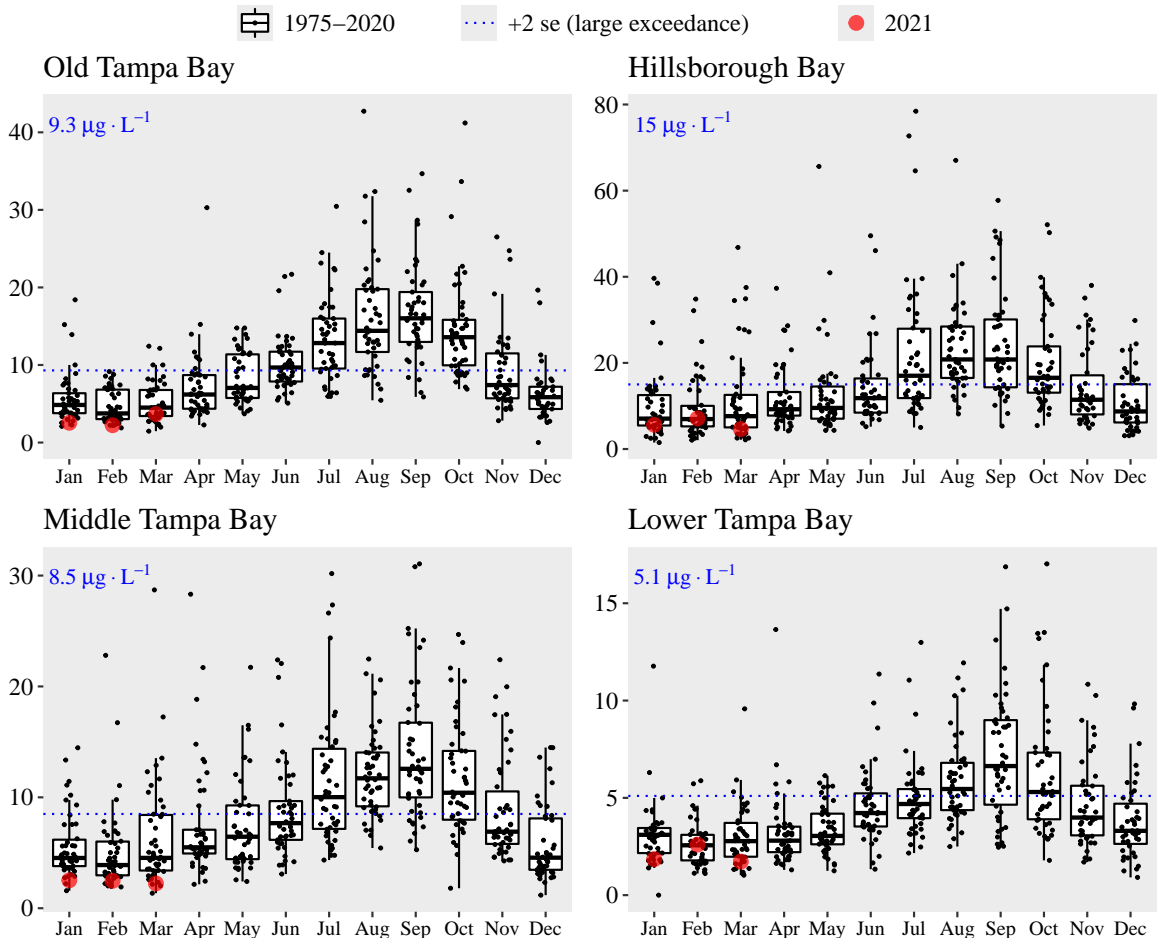 1975–2020 +2 se (large exceedance) 2021
Old Tampa Bay
9.3 μg · L⁻¹
40
30
20
10
0
Jan Feb Mar Apr May Jun Jul Aug Sep Oct Nov Dec
Hillsborough Bay
15 μg · L⁻¹
80
60
40
20
0
Jan Feb Mar Apr May Jun Jul Aug Sep Oct Nov Dec
Middle Tampa Bay
8.5 μg · L⁻¹
30
20
10
0
Jan Feb Mar Apr May Jun Jul Aug Sep Oct Nov Dec
Lower Tampa Bay
5.1 μg · L⁻¹
15
10
5
0
Jan Feb Mar Apr May Jun Jul Aug Sep Oct Nov Dec